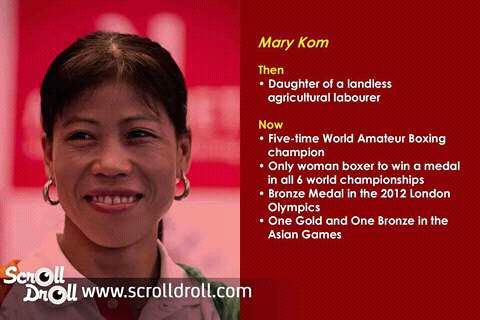 Mary Kom
Then
• Daughter of a landless
agricultural labourer
Now
• Five-time World Amateur Boxing
champion
• Only woman boxer to win a medal
in all 6 world championships
• Bronze Medal in the 2012 London
Olympics
• One Gold and One Bronze in the
Asian Games
Scroll
Droll
www.scrolldroll.com